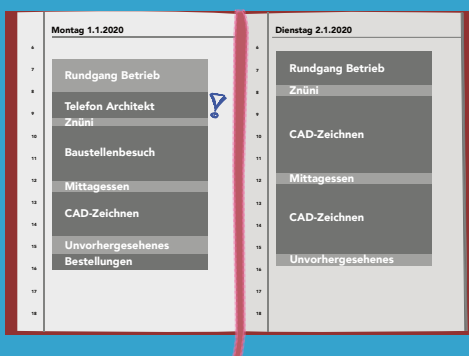 Montag 1.1.2020
6
7
Rundgang Betrieb
8
Telefon Architekt
!
9
Znüni
10
Baustellenbesuch
11
12
Mittagessen
13
CAD-Zeichnen
14
15
Unvorhergesehenes
Bestellungen
16
17
18
Dienstag 2.1.2020
6
7
Rundgang Betrieb
8
Znüni
9
10
CAD-Zeichnen
11
12
Mittagessen
13
CAD-Zeichnen
14
15
Unvorhergesehenes
16
17
18